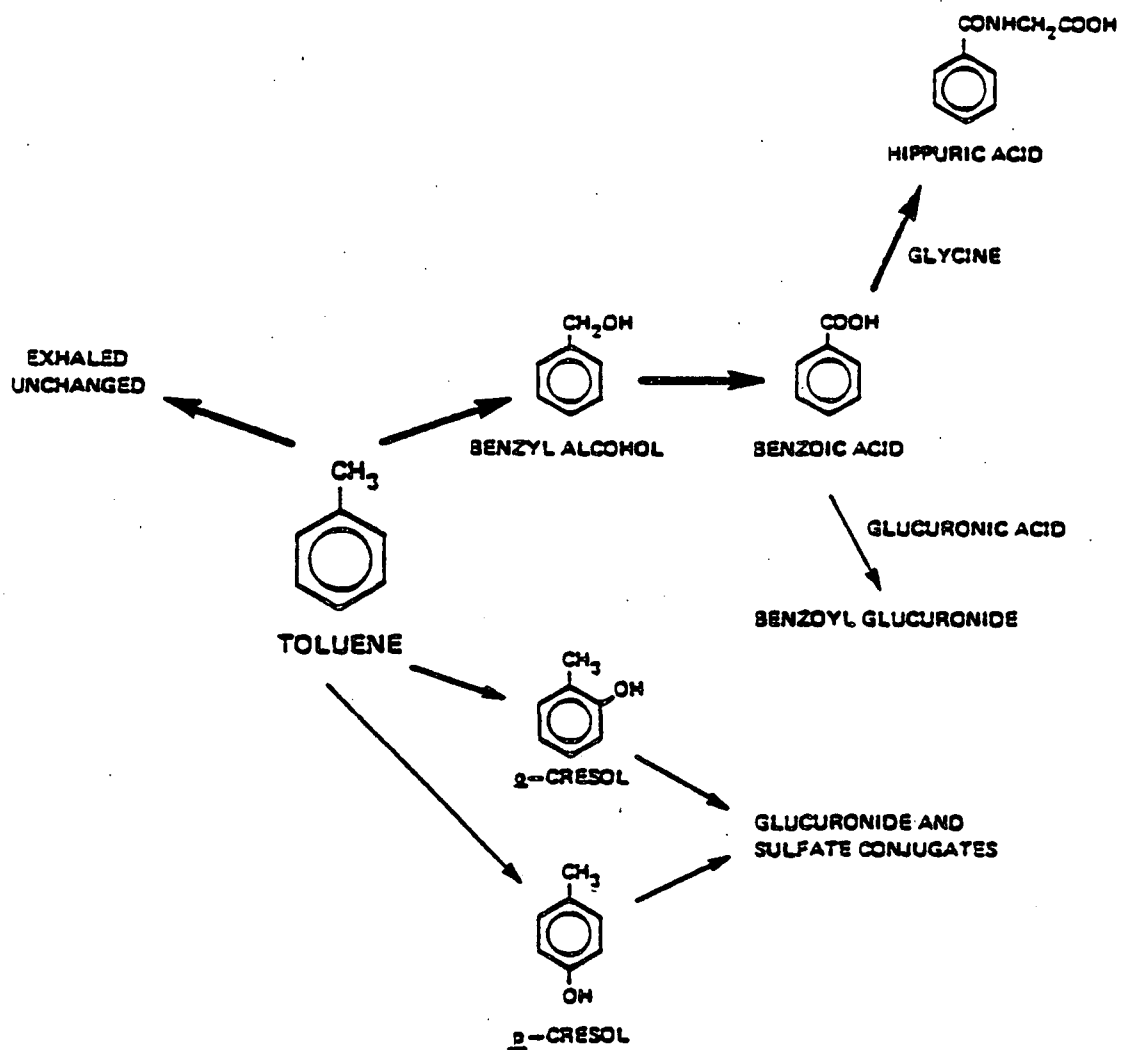 CONHCH₂COOH
HIPPURIC ACID
GLYCINE
CH₂OH
COOH
EXHALED
UNCHANGED
BENZYL ALCOHOL
BENZOIC ACID
CH₃
GLUCURONIC ACID
BENZOYL GLUCURONIDE
TOLUENE
CH₃
OH
o-CRESOL
GLUCURONIDE AND
SULFATE CONJUGATES
CH₃
OH
p-CRESOL